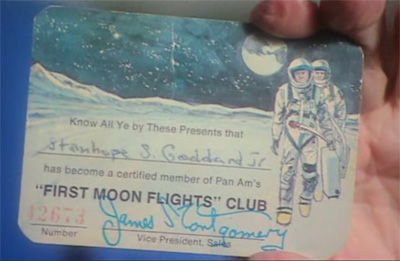 Know All Ye by These Presents that
Stanhope S. Goddard Jr
has become a certified member of Pan Am's
"FIRST MOON FLIGHTS" CLUB
12673
James Montgomery
Number
Vice President, Sales